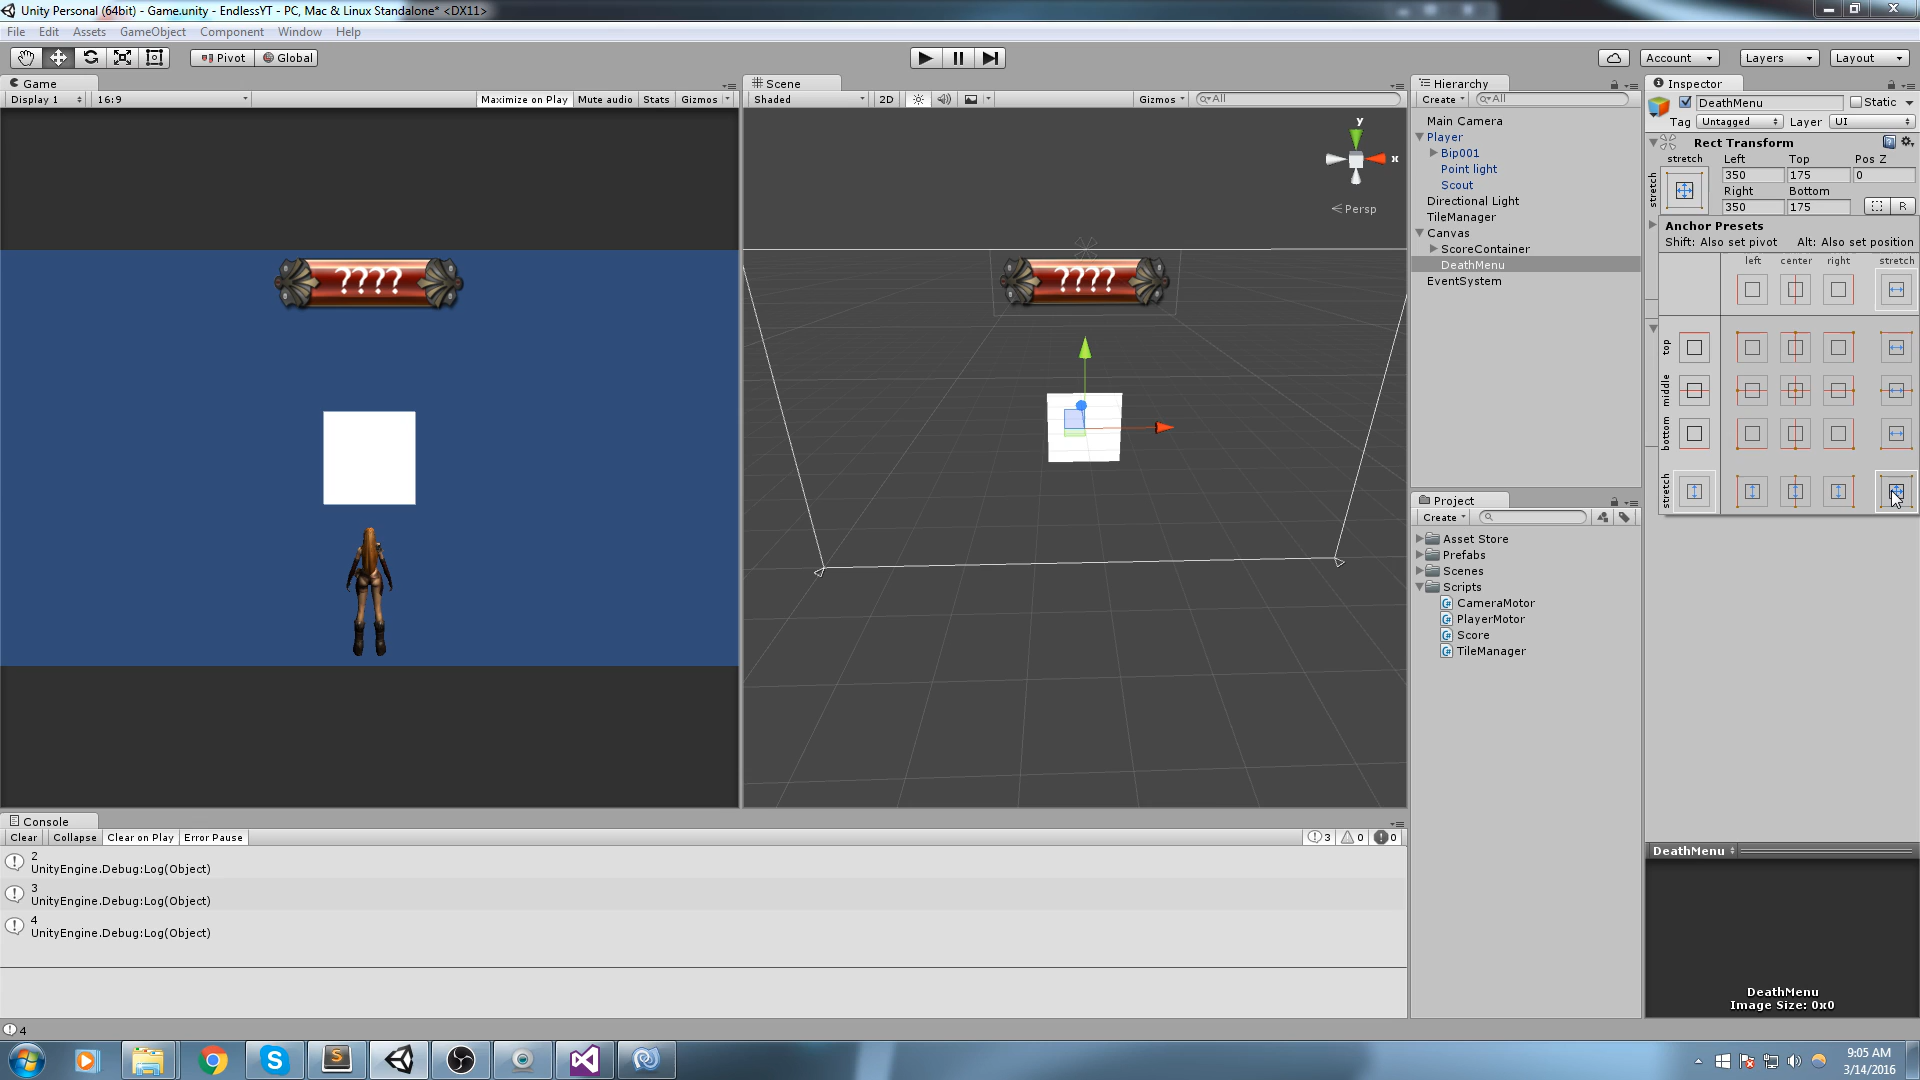 Unity Personal (64bit) - Game.unity - EndlessYT - PC, Mac & Linux Standalone* <DX11>
File Edit Assets GameObject Component Window Help
Pivot Global Account Layers Layout
Game
Display 1 16:9 Maximize on Play Mute audio Stats Gizmos
????
Scene
Shaded 2D Gizmos All
y
x
Persp
????
Hierarchy
Create All
Main Camera
Player
Bip001
Point light
Scout
Directional Light
TileManager
Canvas
ScoreContainer
DeathMenu
EventSystem
Project
Create
Asset Store
Prefabs
Scenes
Scripts
CameraMotor
PlayerMotor
Score
TileManager
Inspector
DeathMenu Static
Tag Untagged Layer UI
Rect Transform
stretch Left Top Pos Z
stretch 350 175 0
Right Bottom
350 175 R
Anchor Presets
Shift: Also set pivot Alt: Also set position
left center right stretch
top
middle
bottom
stretch
DeathMenu
DeathMenu
Image Size: 0x0
Console
Clear Collapse Clear on Play Error Pause 3 0 0
2
UnityEngine.Debug:Log(Object)
3
UnityEngine.Debug:Log(Object)
4
UnityEngine.Debug:Log(Object)
4
9:05 AM
3/14/2016